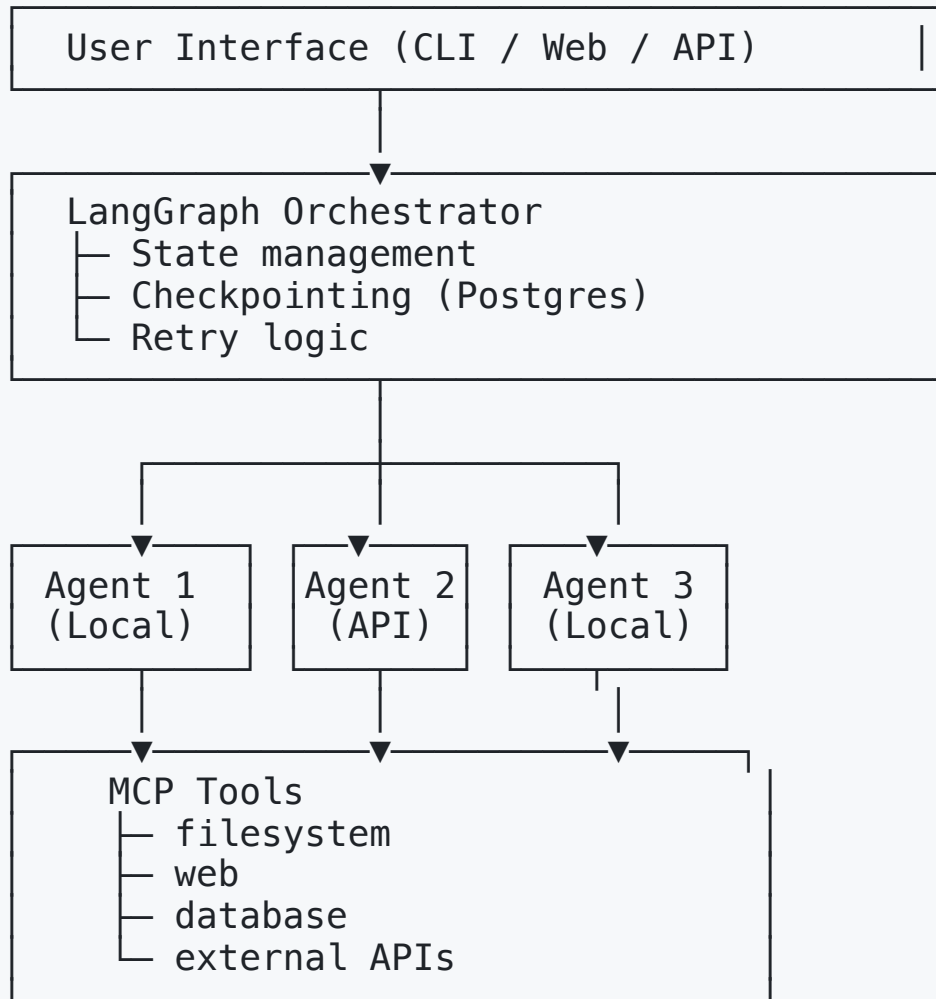 User Interface (CLI / Web / API)
LangGraph Orchestrator
State management
Checkpointing (Postgres)
Retry logic
Agent 1
(Local)
Agent 2
(API)
Agent 3
(Local)
MCP Tools
filesystem
web
database
external APIs